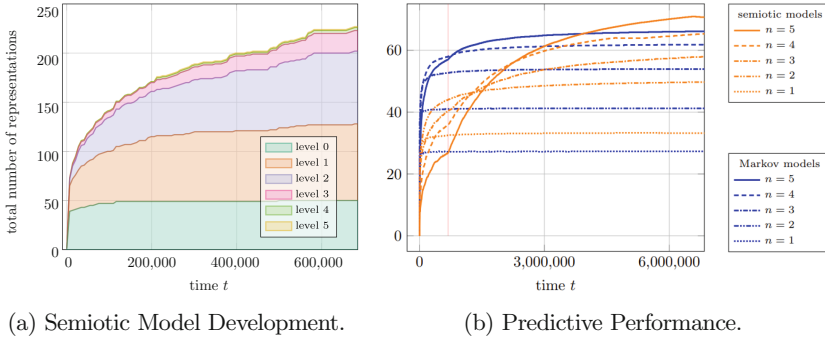 total number of representations
250
200
150
100
50
0
level 0
level 1
level 2
level 3
level 4
level 5
0
200,000
400,000
600,000
time t
(a) Semiotic Model Development.
60
40
20
0
0
3,000,000
6,000,000
time t
(b) Predictive Performance.
semiotic models
n = 5
n = 4
n = 3
n = 2
n = 1
Markov models
n = 5
n = 4
n = 3
n = 2
n = 1